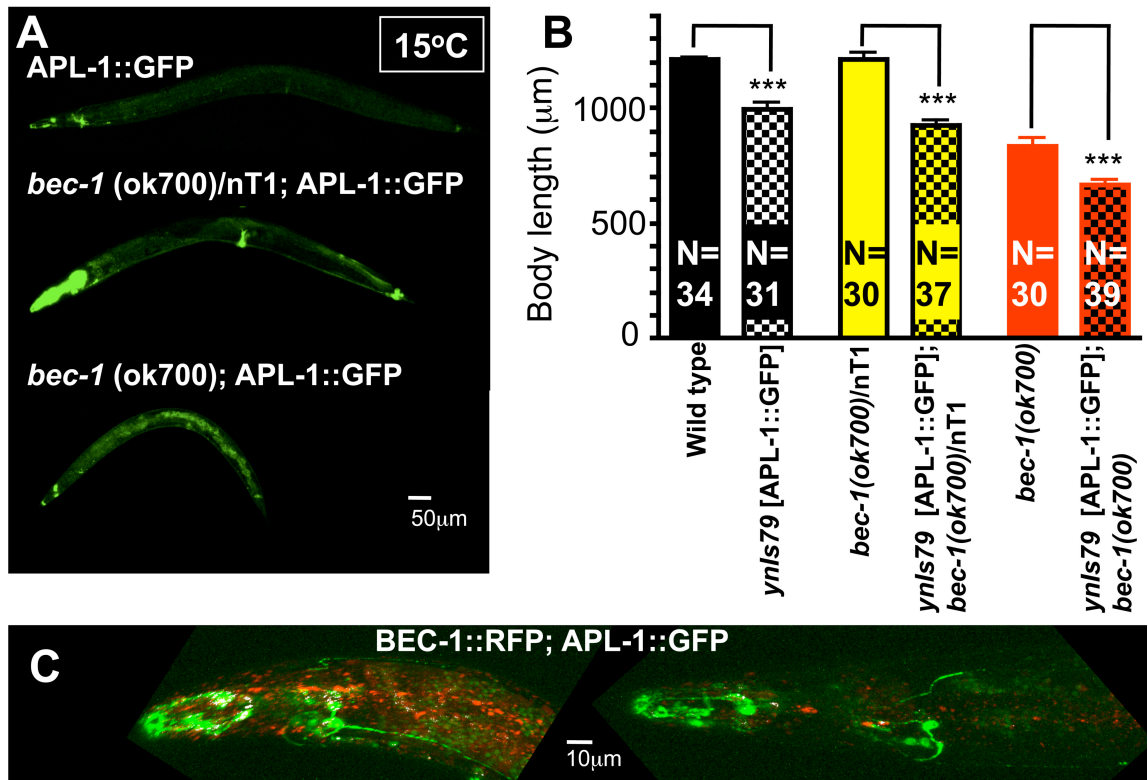 A
15°C
APL-1::GFP
bec-1 (ok700)/nT1; APL-1::GFP
bec-1 (ok700); APL-1::GFP
50μm
B
Body length (μm)
1000
500
0
***
***
***
N=
34
N=
31
N=
30
N=
37
N=
30
N=
39
Wild type
ynIs79 [APL-1::GFP]
bec-1(ok700)/nT1
ynIs79 [APL-1::GFP];
bec-1(ok700)/nT1
bec-1(ok700)
ynIs79 [APL-1::GFP];
bec-1(ok700)
C
BEC-1::RFP; APL-1::GFP
10μm